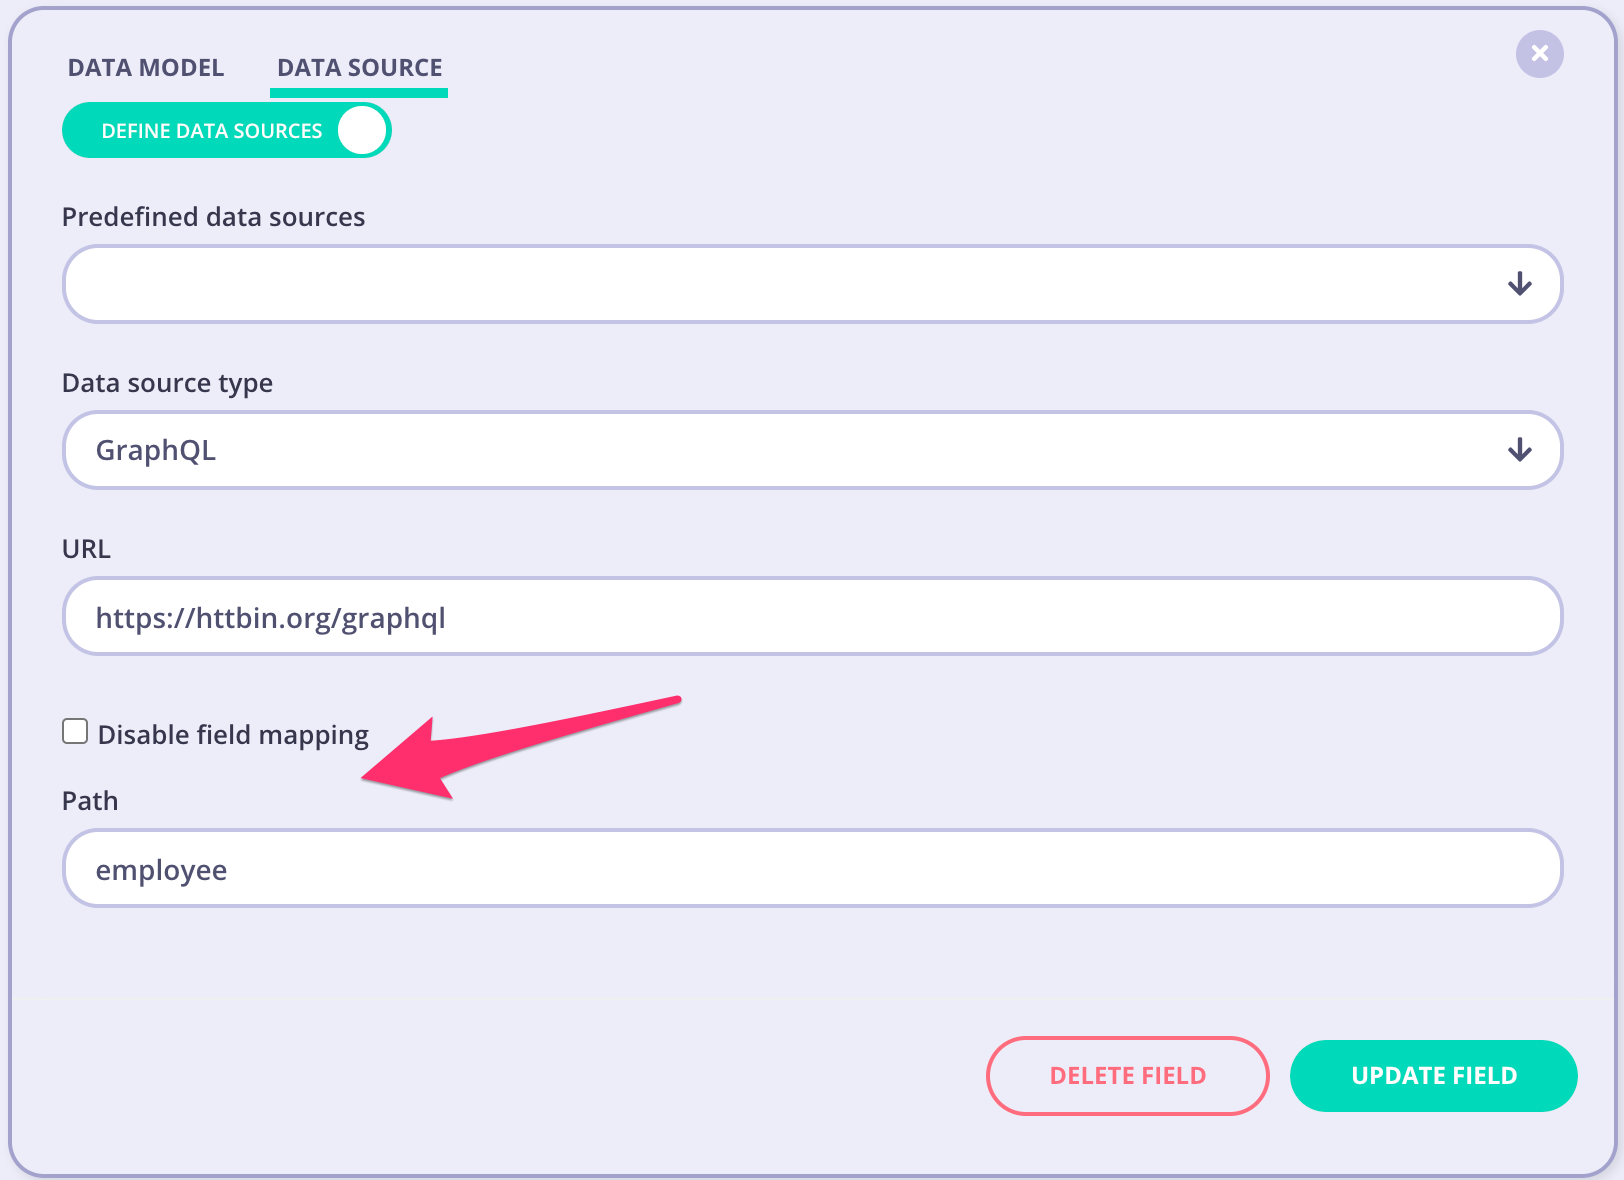 DATA MODEL DATA SOURCE
DEFINE DATA SOURCES
Predefined data sources
Data source type
GraphQL
URL
https://httbin.org/graphql
Disable field mapping
Path
employee
DELETE FIELD UPDATE FIELD